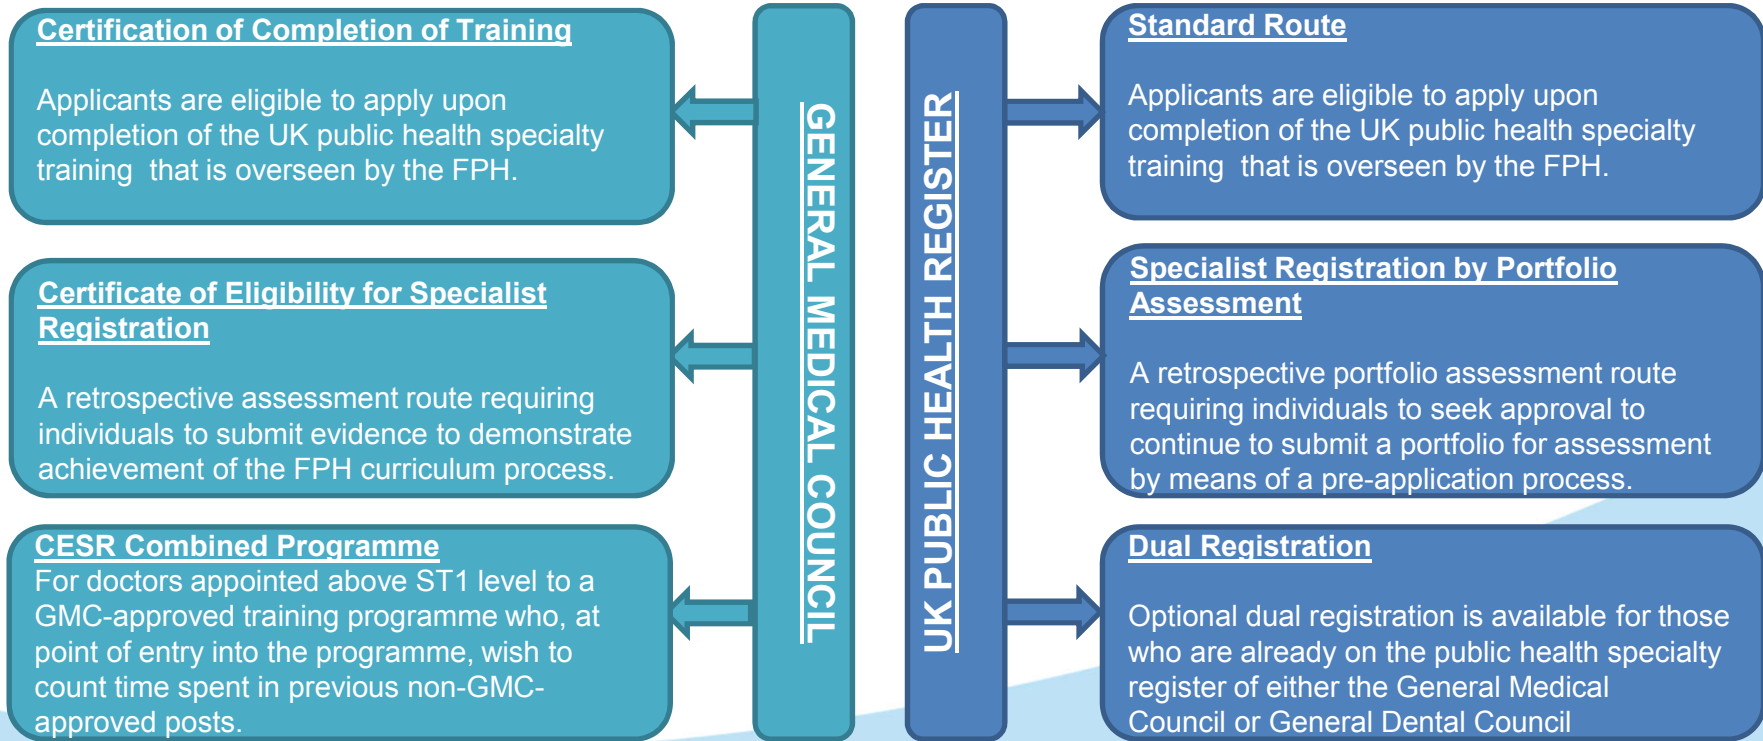 Certification of Completion of Training
Applicants are eligible to apply upon
completion of the UK public health specialty
training  that is overseen by the FPH.
Certificate of Eligibility for Specialist
Registration
A retrospective assessment route requiring
individuals to submit evidence to demonstrate
achievement of the FPH curriculum process.
CESR Combined Programme
For doctors appointed above ST1 level to a
GMC-approved training programme who, at
point of entry into the programme, wish to
count time spent in previous non-GMC-
approved posts.
GENERAL MEDICAL COUNCIL
UK PUBLIC HEALTH REGISTER
Standard Route
Applicants are eligible to apply upon
completion of the UK public health specialty
training  that is overseen by the FPH.
Specialist Registration by Portfolio
Assessment
A retrospective portfolio assessment route
requiring individuals to seek approval to
continue to submit a portfolio for assessment
by means of a pre-application process.
Dual Registration
Optional dual registration is available for those
who are already on the public health specialty
register of either the General Medical
Council or General Dental Council